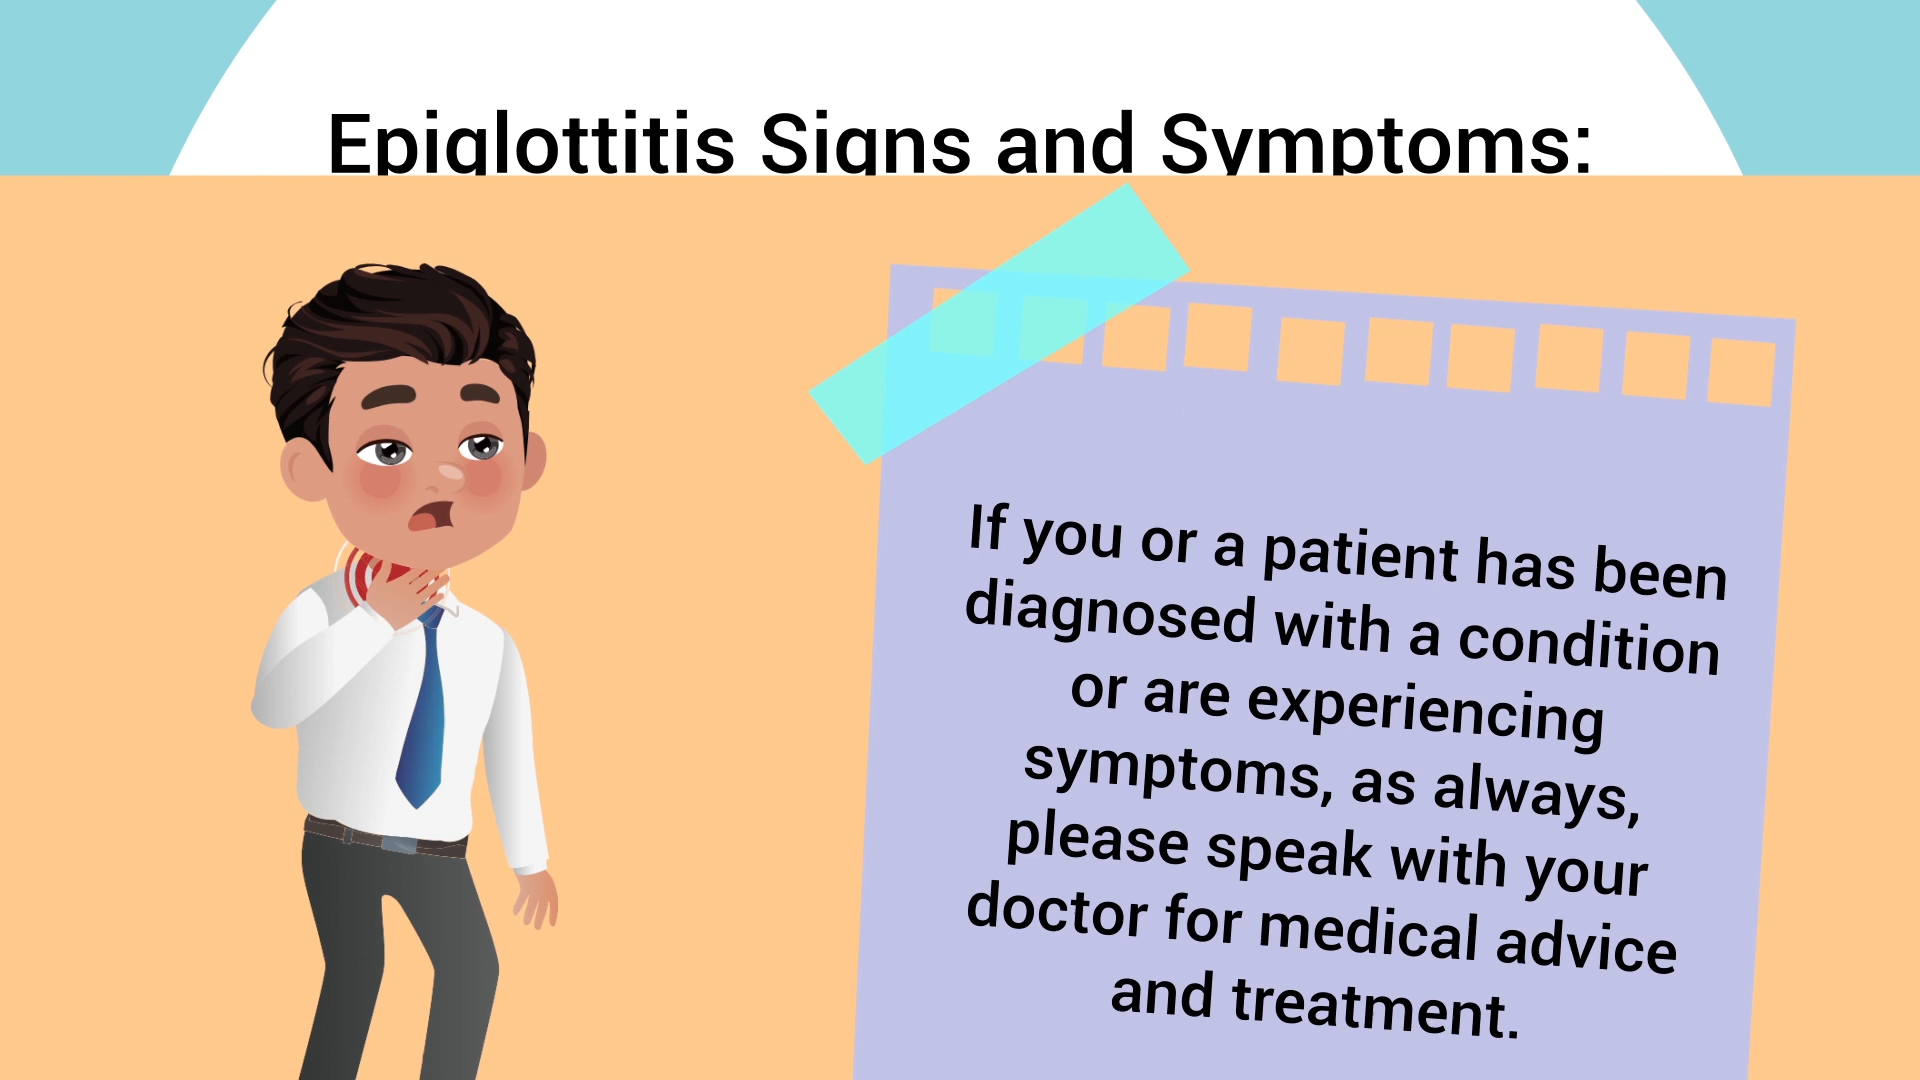 Epiglottitis Signs and Symptoms:
If you or a patient has been
diagnosed with a condition
or are experiencing
symptoms, as always,
please speak with your
doctor for medical advice
and treatment.